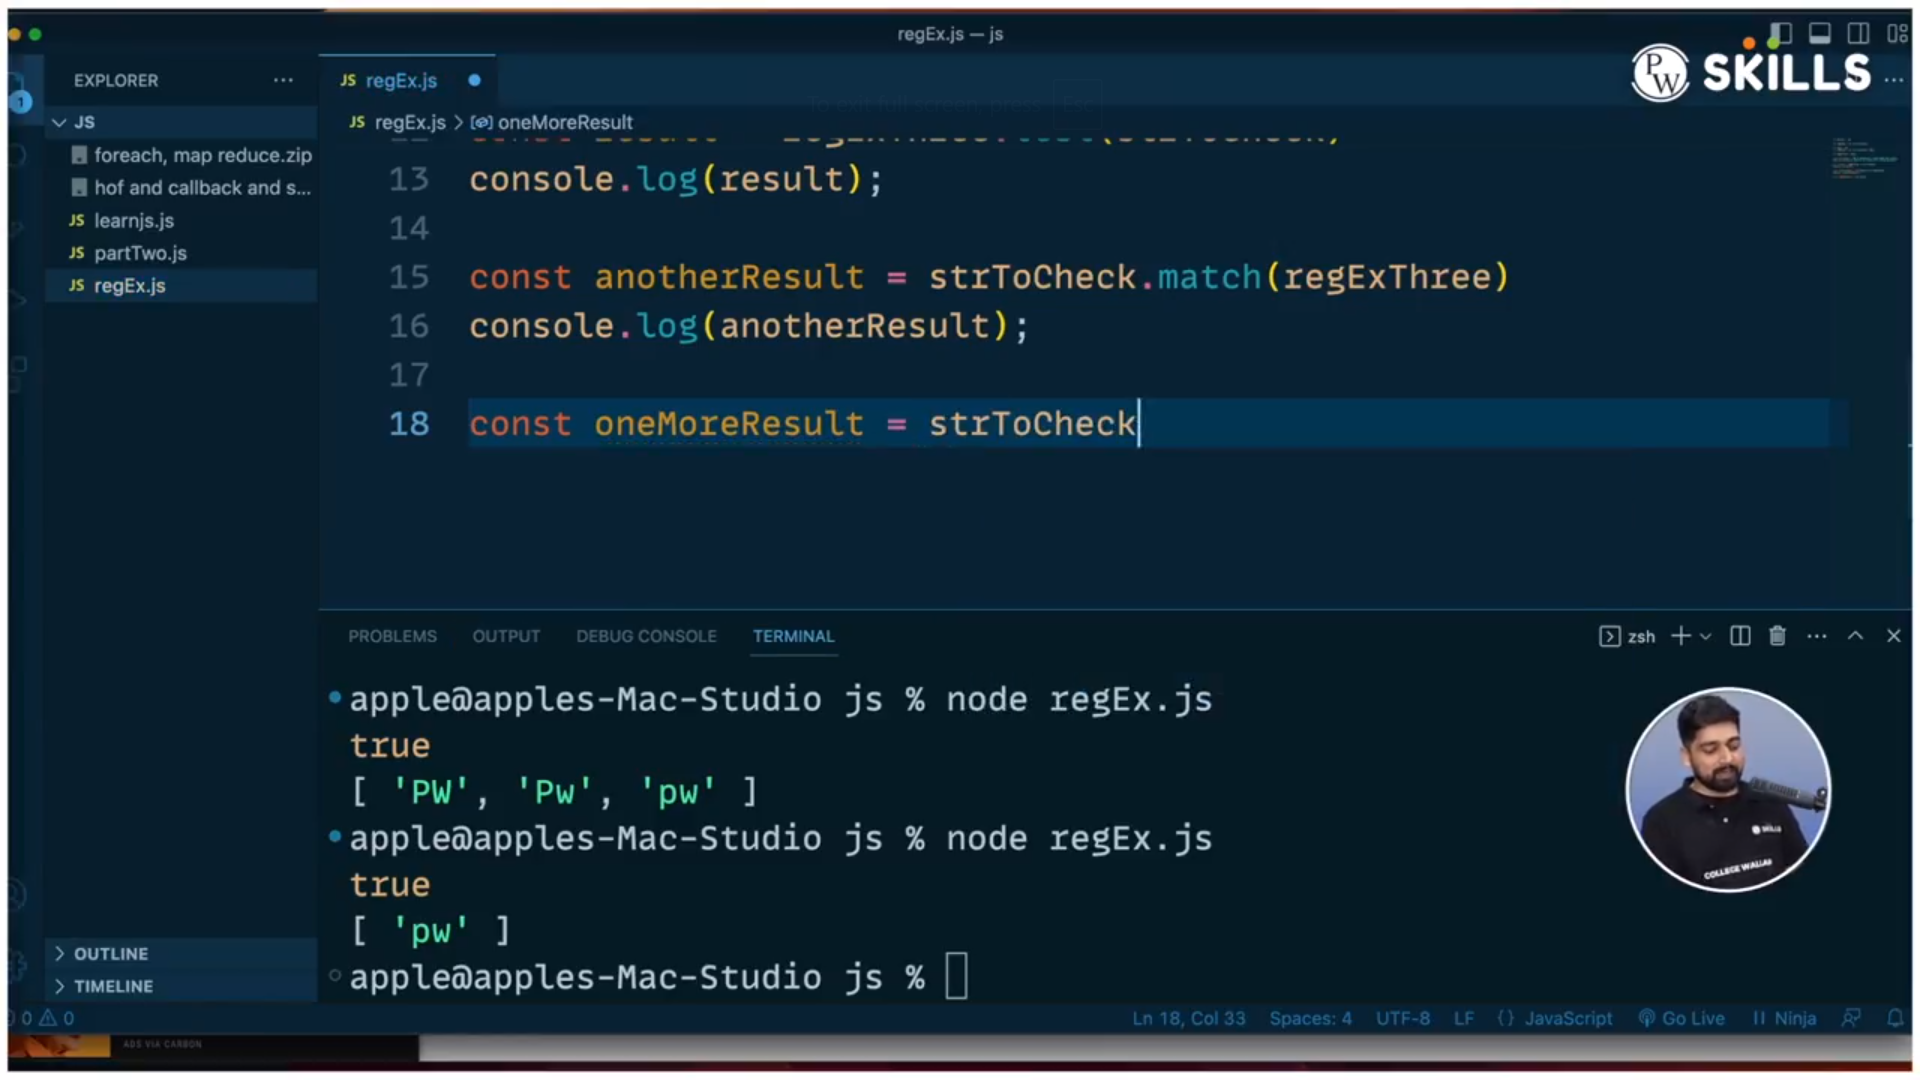 regEx.js — js
PW SKILLS
EXPLORER
JS regEx.js
1
JS
JS regEx.js > oneMoreResult
foreach, map reduce.zip
hof and callback and s...
JS learnjs.js
JS partTwo.js
JS regEx.js
13 console.log(result);
14
15 const anotherResult = strToCheck.match(regExThree)
16 console.log(anotherResult);
17
18 const oneMoreResult = strToCheck
PROBLEMS OUTPUT DEBUG CONSOLE TERMINAL
zsh
apple@apples-Mac-Studio js % node regEx.js
true
[ 'PW', 'Pw', 'pw' ]
apple@apples-Mac-Studio js % node regEx.js
true
[ 'pw' ]
apple@apples-Mac-Studio js %
SKILLS
COLLEGE WALLAH
OUTLINE
TIMELINE
0 0
Ln 18, Col 33 Spaces: 4 UTF-8 LF {} JavaScript Go Live Ninja
ADS VIA CARBON